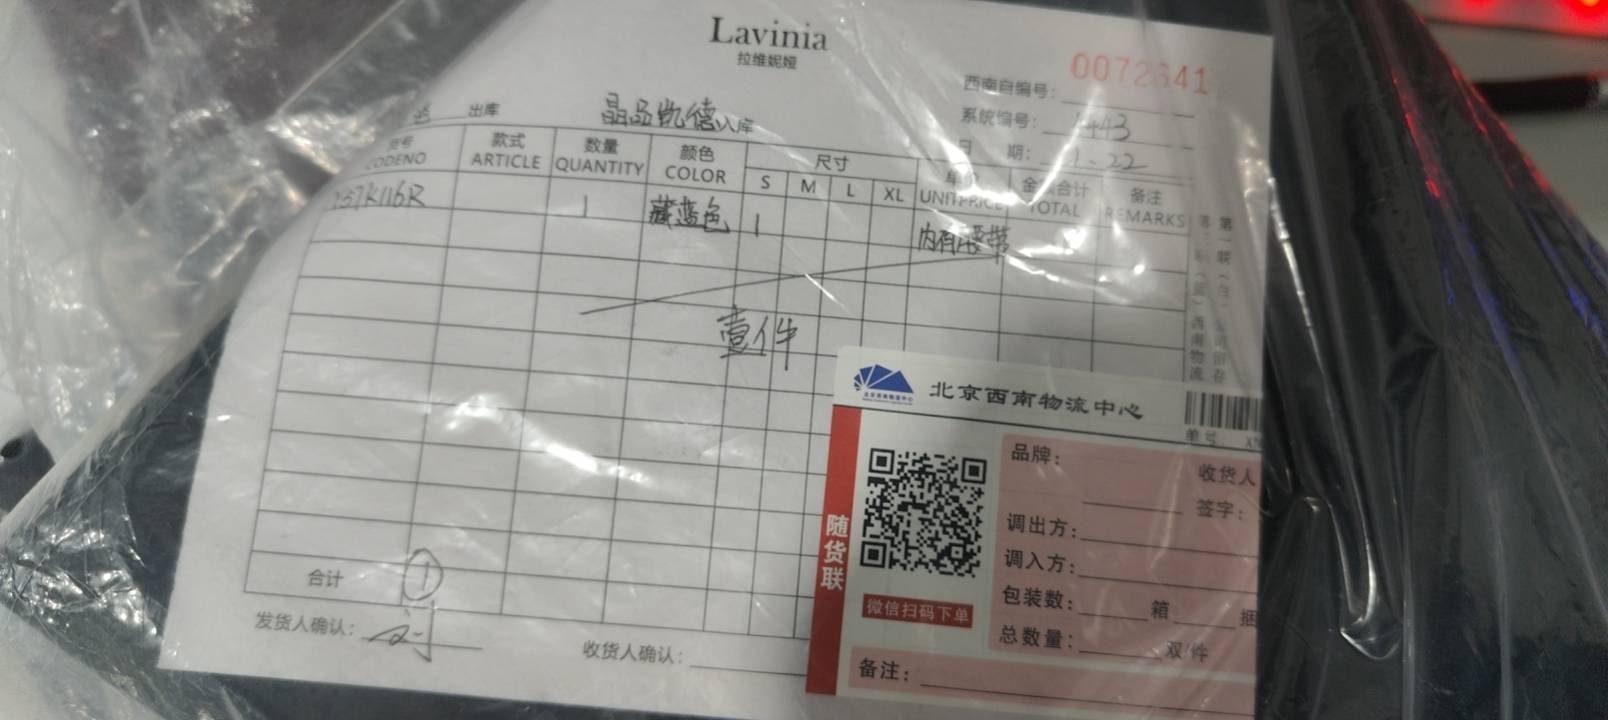 Lavinia
拉维妮娅
西南自编号:
系统编号:
日 期: 1.22
出库 晶品凯德入库
CODENO
款式
ARTICLE
数量
QUANTITY
颜色
COLOR
尺寸
S M L XL
单价
UNITPRICE
合计
TOTAL
备注
REMARKS
1 藏蓝色 1 内有腰带
壹件
合计 1
发货人确认:
收货人确认:
北京西南物流中心
单号:
随货联
微信扫码下单
品牌:
收货人
签字:
调出方:
调入方:
包装数: 箱 捆
总数量: 双/件
备注: